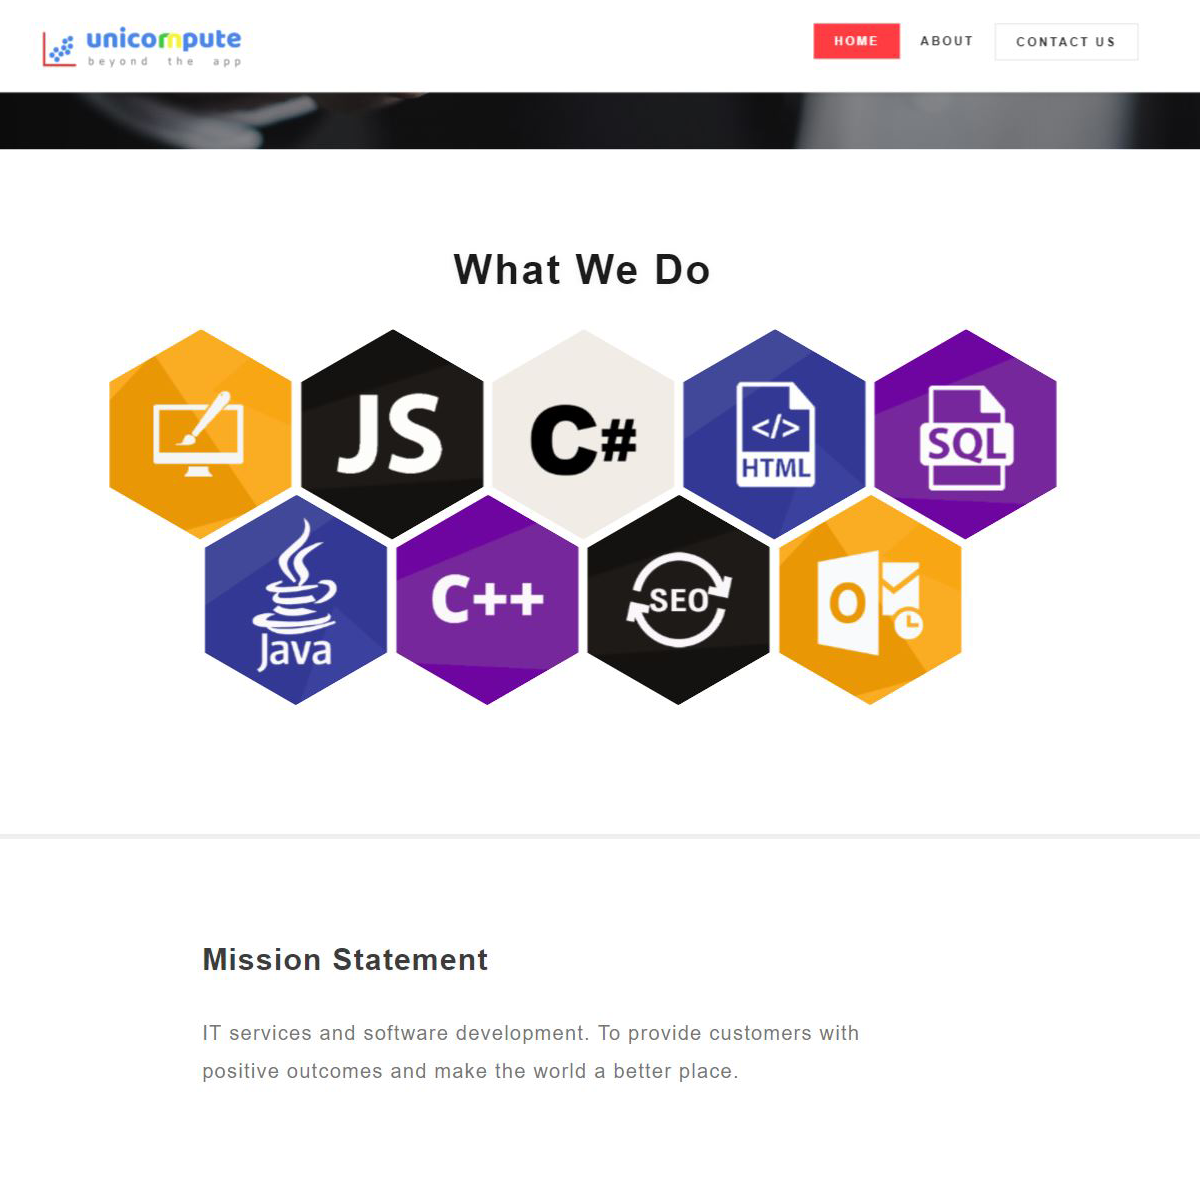 unicornpute
beyond the app
HOME ABOUT CONTACT US
What We Do
JS C# </> HTML SQL
Java C++ SEO O
Mission Statement
IT services and software development. To provide customers with
positive outcomes and make the world a better place.